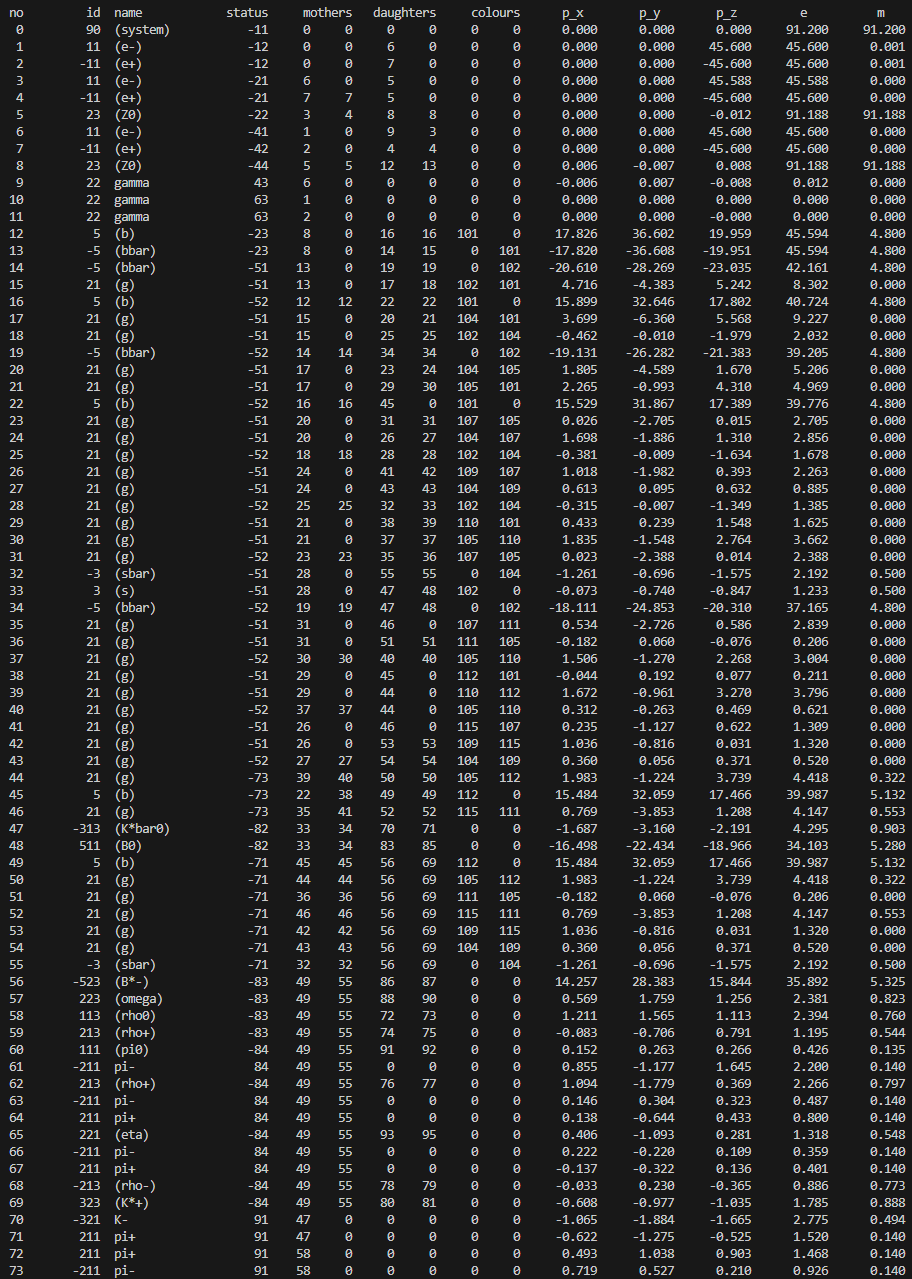 no id name status mothers daughters colours p_x p_y p_z e m
0 90 (system) -11 0 0 0 0 0 0 0.000 0.000 0.000 91.200 91.200
1 11 (e-) -12 0 0 6 0 0 0 0.000 0.000 45.600 45.600 0.001
2 -11 (e+) -12 0 0 7 0 0 0 0.000 0.000 -45.600 45.600 0.001
3 11 (e-) -21 6 0 5 0 0 0 0.000 0.000 45.588 45.588 0.000
4 -11 (e+) -21 7 7 5 0 0 0 0.000 0.000 -45.600 45.600 0.000
5 23 (Z0) -22 3 4 8 8 0 0 0.000 0.000 -0.012 91.188 91.188
6 11 (e-) -41 1 0 9 3 0 0 0.000 0.000 45.600 45.600 0.000
7 -11 (e+) -42 2 0 4 4 0 0 0.000 0.000 -45.600 45.600 0.000
8 23 (Z0) -44 5 5 12 13 0 0 0.006 -0.007 0.008 91.188 91.188
9 22 gamma 43 6 0 0 0 0 0 -0.006 0.007 -0.008 0.012 0.000
10 22 gamma 63 1 0 0 0 0 0 0.000 0.000 0.000 0.000 0.000
11 22 gamma 63 2 0 0 0 0 0 0.000 0.000 -0.000 0.000 0.000
12 5 (b) -23 8 0 16 16 101 0 17.826 36.602 19.959 45.594 4.800
13 -5 (bbar) -23 8 0 14 15 0 101 -17.820 -36.608 -19.951 45.594 4.800
14 -5 (bbar) -51 13 0 19 19 0 102 -20.610 -28.269 -23.035 42.161 4.800
15 21 (g) -51 13 0 17 18 102 101 4.716 -4.383 5.242 8.302 0.000
16 5 (b) -52 12 12 22 22 101 0 15.899 32.646 17.802 40.724 4.800
17 21 (g) -51 15 0 20 21 104 101 3.699 -6.360 5.568 9.227 0.000
18 21 (g) -51 15 0 25 25 102 104 -0.462 -0.010 -1.979 2.032 0.000
19 -5 (bbar) -52 14 14 34 34 0 102 -19.131 -26.282 -21.383 39.205 4.800
20 21 (g) -51 17 0 23 24 104 105 1.805 -4.589 1.670 5.206 0.000
21 21 (g) -51 17 0 29 30 105 101 2.265 -0.993 4.310 4.969 0.000
22 5 (b) -52 16 16 45 0 101 0 15.529 31.867 17.389 39.776 4.800
23 21 (g) -51 20 0 31 31 107 105 0.026 -2.705 0.015 2.705 0.000
24 21 (g) -51 20 0 26 27 104 107 1.698 -1.886 1.310 2.856 0.000
25 21 (g) -52 18 18 28 28 102 104 -0.381 -0.009 -1.634 1.678 0.000
26 21 (g) -51 24 0 41 42 109 107 1.018 -1.982 0.393 2.263 0.000
27 21 (g) -51 24 0 43 43 104 109 0.613 0.095 0.632 0.885 0.000
28 21 (g) -52 25 25 32 33 102 104 -0.315 -0.007 -1.349 1.385 0.000
29 21 (g) -51 21 0 38 39 110 101 0.433 0.239 1.548 1.625 0.000
30 21 (g) -51 21 0 37 37 105 110 1.835 -1.548 2.764 3.662 0.000
31 21 (g) -52 23 23 35 36 107 105 0.023 -2.388 0.014 2.388 0.000
32 -3 (sbar) -51 28 0 55 55 0 104 -1.261 -0.696 -1.575 2.192 0.500
33 3 (s) -51 28 0 47 48 102 0 -0.073 -0.740 -0.847 1.233 0.500
34 -5 (bbar) -52 19 19 47 48 0 102 -18.111 -24.853 -20.310 37.165 4.800
35 21 (g) -51 31 0 46 0 107 111 0.534 -2.726 0.586 2.839 0.000
36 21 (g) -51 31 0 51 51 111 105 -0.182 0.060 -0.076 0.206 0.000
37 21 (g) -52 30 30 40 40 105 110 1.506 -1.270 2.268 3.004 0.000
38 21 (g) -51 29 0 45 0 112 101 -0.044 0.192 0.077 0.211 0.000
39 21 (g) -51 29 0 44 0 110 112 1.672 -0.961 3.270 3.796 0.000
40 21 (g) -52 37 37 44 0 105 110 0.312 -0.263 0.469 0.621 0.000
41 21 (g) -51 26 0 46 0 115 107 0.235 -1.127 0.622 1.309 0.000
42 21 (g) -51 26 0 53 53 109 115 1.036 -0.816 0.031 1.320 0.000
43 21 (g) -52 27 27 54 54 104 109 0.360 0.056 0.371 0.520 0.000
44 21 (g) -73 39 40 50 50 105 112 1.983 -1.224 3.739 4.418 0.322
45 5 (b) -73 22 38 49 49 112 0 15.484 32.059 17.466 39.987 5.132
46 21 (g) -73 35 41 52 52 115 111 0.769 -3.853 1.208 4.147 0.553
47 -313 (K*bar0) -82 33 34 70 71 0 0 -1.687 -3.160 -2.191 4.295 0.903
48 511 (B0) -82 33 34 83 85 0 0 -16.498 -22.434 -18.966 34.103 5.280
49 5 (b) -71 45 45 56 69 112 0 15.484 32.059 17.466 39.987 5.132
50 21 (g) -71 44 44 56 69 105 112 1.983 -1.224 3.739 4.418 0.322
51 21 (g) -71 36 36 56 69 111 105 -0.182 0.060 -0.076 0.206 0.000
52 21 (g) -71 46 46 56 69 115 111 0.769 -3.853 1.208 4.147 0.553
53 21 (g) -71 42 42 56 69 109 115 1.036 -0.816 0.031 1.320 0.000
54 21 (g) -71 43 43 56 69 104 109 0.360 0.056 0.371 0.520 0.000
55 -3 (sbar) -71 32 32 56 69 0 104 -1.261 -0.696 -1.575 2.192 0.500
56 -523 (B*-) -83 49 55 86 87 0 0 14.257 28.383 15.844 35.892 5.325
57 223 (omega) -83 49 55 88 90 0 0 0.569 1.759 1.256 2.381 0.823
58 113 (rho0) -83 49 55 72 73 0 0 1.211 1.565 1.113 2.394 0.760
59 213 (rho+) -83 49 55 74 75 0 0 -0.083 -0.706 0.791 1.195 0.544
60 111 (pi0) -84 49 55 91 92 0 0 0.152 0.263 0.266 0.426 0.135
61 -211 pi- 84 49 55 0 0 0 0 0.855 -1.177 1.645 2.200 0.140
62 213 (rho+) -84 49 55 76 77 0 0 1.094 -1.779 0.369 2.266 0.797
63 -211 pi- 84 49 55 0 0 0 0 0.146 0.304 0.323 0.487 0.140
64 211 pi+ 84 49 55 0 0 0 0 0.138 -0.644 0.433 0.800 0.140
65 221 (eta) -84 49 55 93 95 0 0 0.406 -1.093 0.281 1.318 0.548
66 -211 pi- 84 49 55 0 0 0 0 0.222 -0.220 0.109 0.359 0.140
67 211 pi+ 84 49 55 0 0 0 0 -0.137 -0.322 0.136 0.401 0.140
68 -213 (rho-) -84 49 55 78 79 0 0 -0.033 0.230 -0.365 0.886 0.773
69 323 (K*+) -84 49 55 80 81 0 0 -0.608 -0.977 -1.035 1.785 0.888
70 -321 K- 91 47 0 0 0 0 0 -1.065 -1.884 -1.665 2.775 0.494
71 211 pi+ 91 47 0 0 0 0 0 -0.622 -1.275 -0.525 1.520 0.140
72 211 pi+ 91 58 0 0 0 0 0 0.493 1.038 0.903 1.468 0.140
73 -211 pi- 91 58 0 0 0 0 0 0.719 0.527 0.210 0.926 0.140